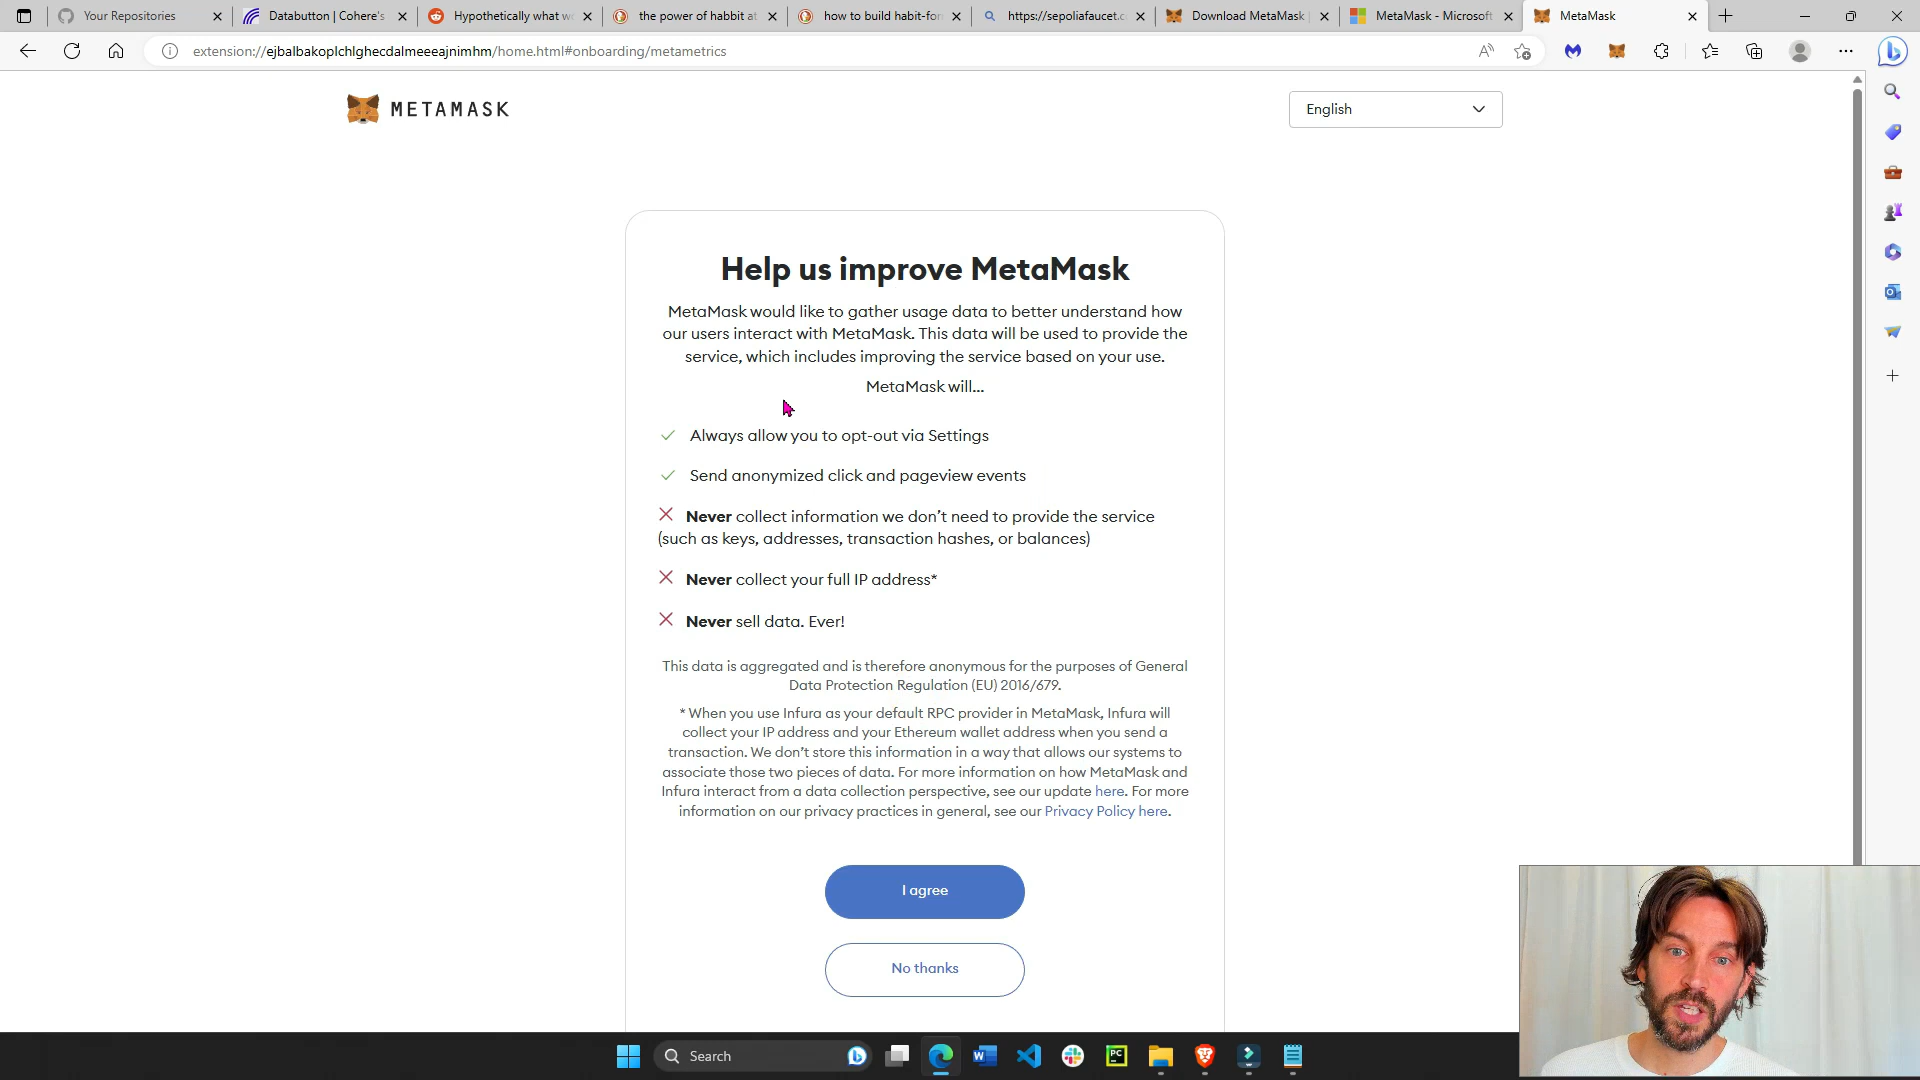 Your Repositories
Databutton | Cohere's
Hypothetically what w
the power of habbit at
how to build habit-for
https://sepoliafaucet.c
Download MetaMask |
MetaMask - Microsoft
MetaMask
extension://ejbalbakoplchlghecdalmeeeajnimhm/home.html#onboarding/metametrics
METAMASK
English
Help us improve MetaMask
MetaMask would like to gather usage data to better understand how
our users interact with MetaMask. This data will be used to provide the
service, which includes improving the service based on your use.
MetaMask will...
Always allow you to opt-out via Settings
Send anonymized click and pageview events
Never collect information we don’t need to provide the service
(such as keys, addresses, transaction hashes, or balances)
Never collect your full IP address*
Never sell data. Ever!
This data is aggregated and is therefore anonymous for the purposes of General
Data Protection Regulation (EU) 2016/679.
* When you use Infura as your default RPC provider in MetaMask, Infura will
collect your IP address and your Ethereum wallet address when you send a
transaction. We don’t store this information in a way that allows our systems to
associate those two pieces of data. For more information on how MetaMask and
Infura interact from a data collection perspective, see our update here. For more
information on our privacy practices in general, see our Privacy Policy here.
I agree
No thanks
Search